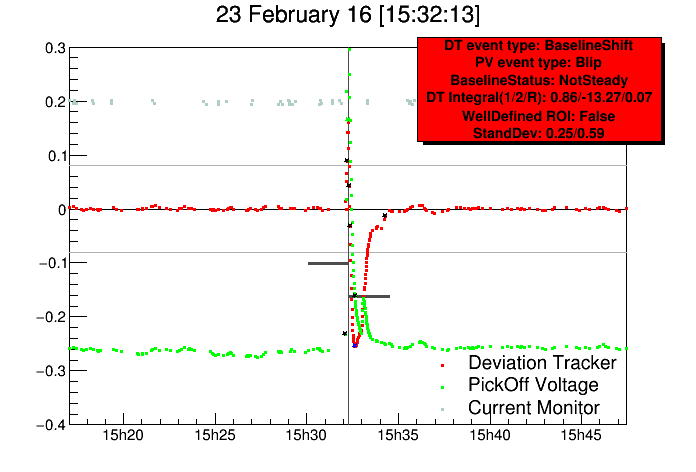 23 February 16 [15:32:13]
DT event type: BaselineShift
PV event type: Blip
BaselineStatus: NotSteady
DT Integral(1/2/R): 0.86/-13.27/0.07
WellDefined ROI: False
StandDev: 0.25/0.59
0.3
0.2
0.1
0
−0.1
−0.2
−0.3
−0.4
Deviation Tracker
PickOff Voltage
Current Monitor
15h20 15h25 15h30 15h35 15h40 15h45